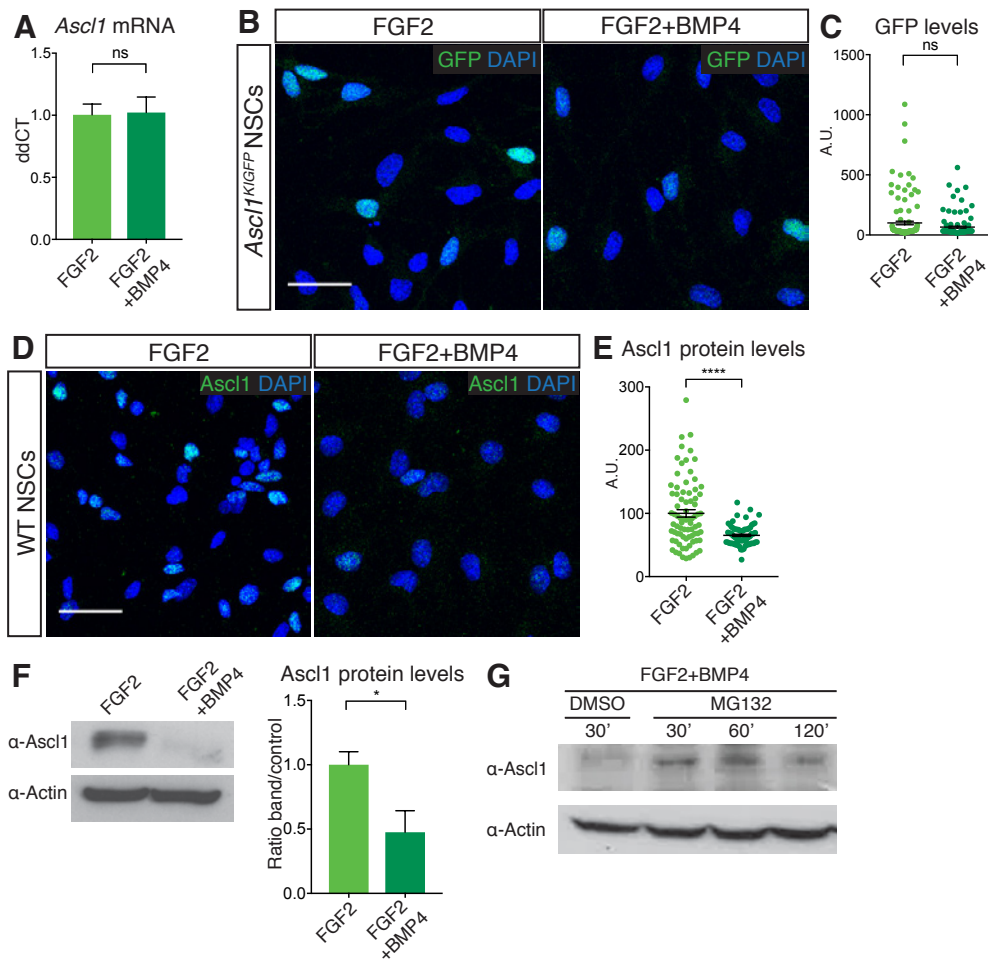 A
Ascl1 mRNA
ns
ddCT
1.5
1.0
0.5
0.0
FGF2
FGF2
+BMP4
B
FGF2
FGF2+BMP4
Ascl1KIGFP NSCs
GFP DAPI
GFP DAPI
C
GFP levels
ns
A.U.
1500
1000
500
0
FGF2
FGF2
+BMP4
D
FGF2
FGF2+BMP4
WT NSCs
Ascl1 DAPI
Ascl1 DAPI
E
Ascl1 protein levels
****
A.U.
300
200
100
0
FGF2
FGF2
+BMP4
F
FGF2
FGF2
+BMP4
α-Ascl1
α-Actin
Ascl1 protein levels
*
Ratio band/control
1.5
1.0
0.5
0.0
FGF2
FGF2
+BMP4
G
FGF2+BMP4
DMSO MG132
30’ 30’ 60’ 120’
α-Ascl1
α-Actin